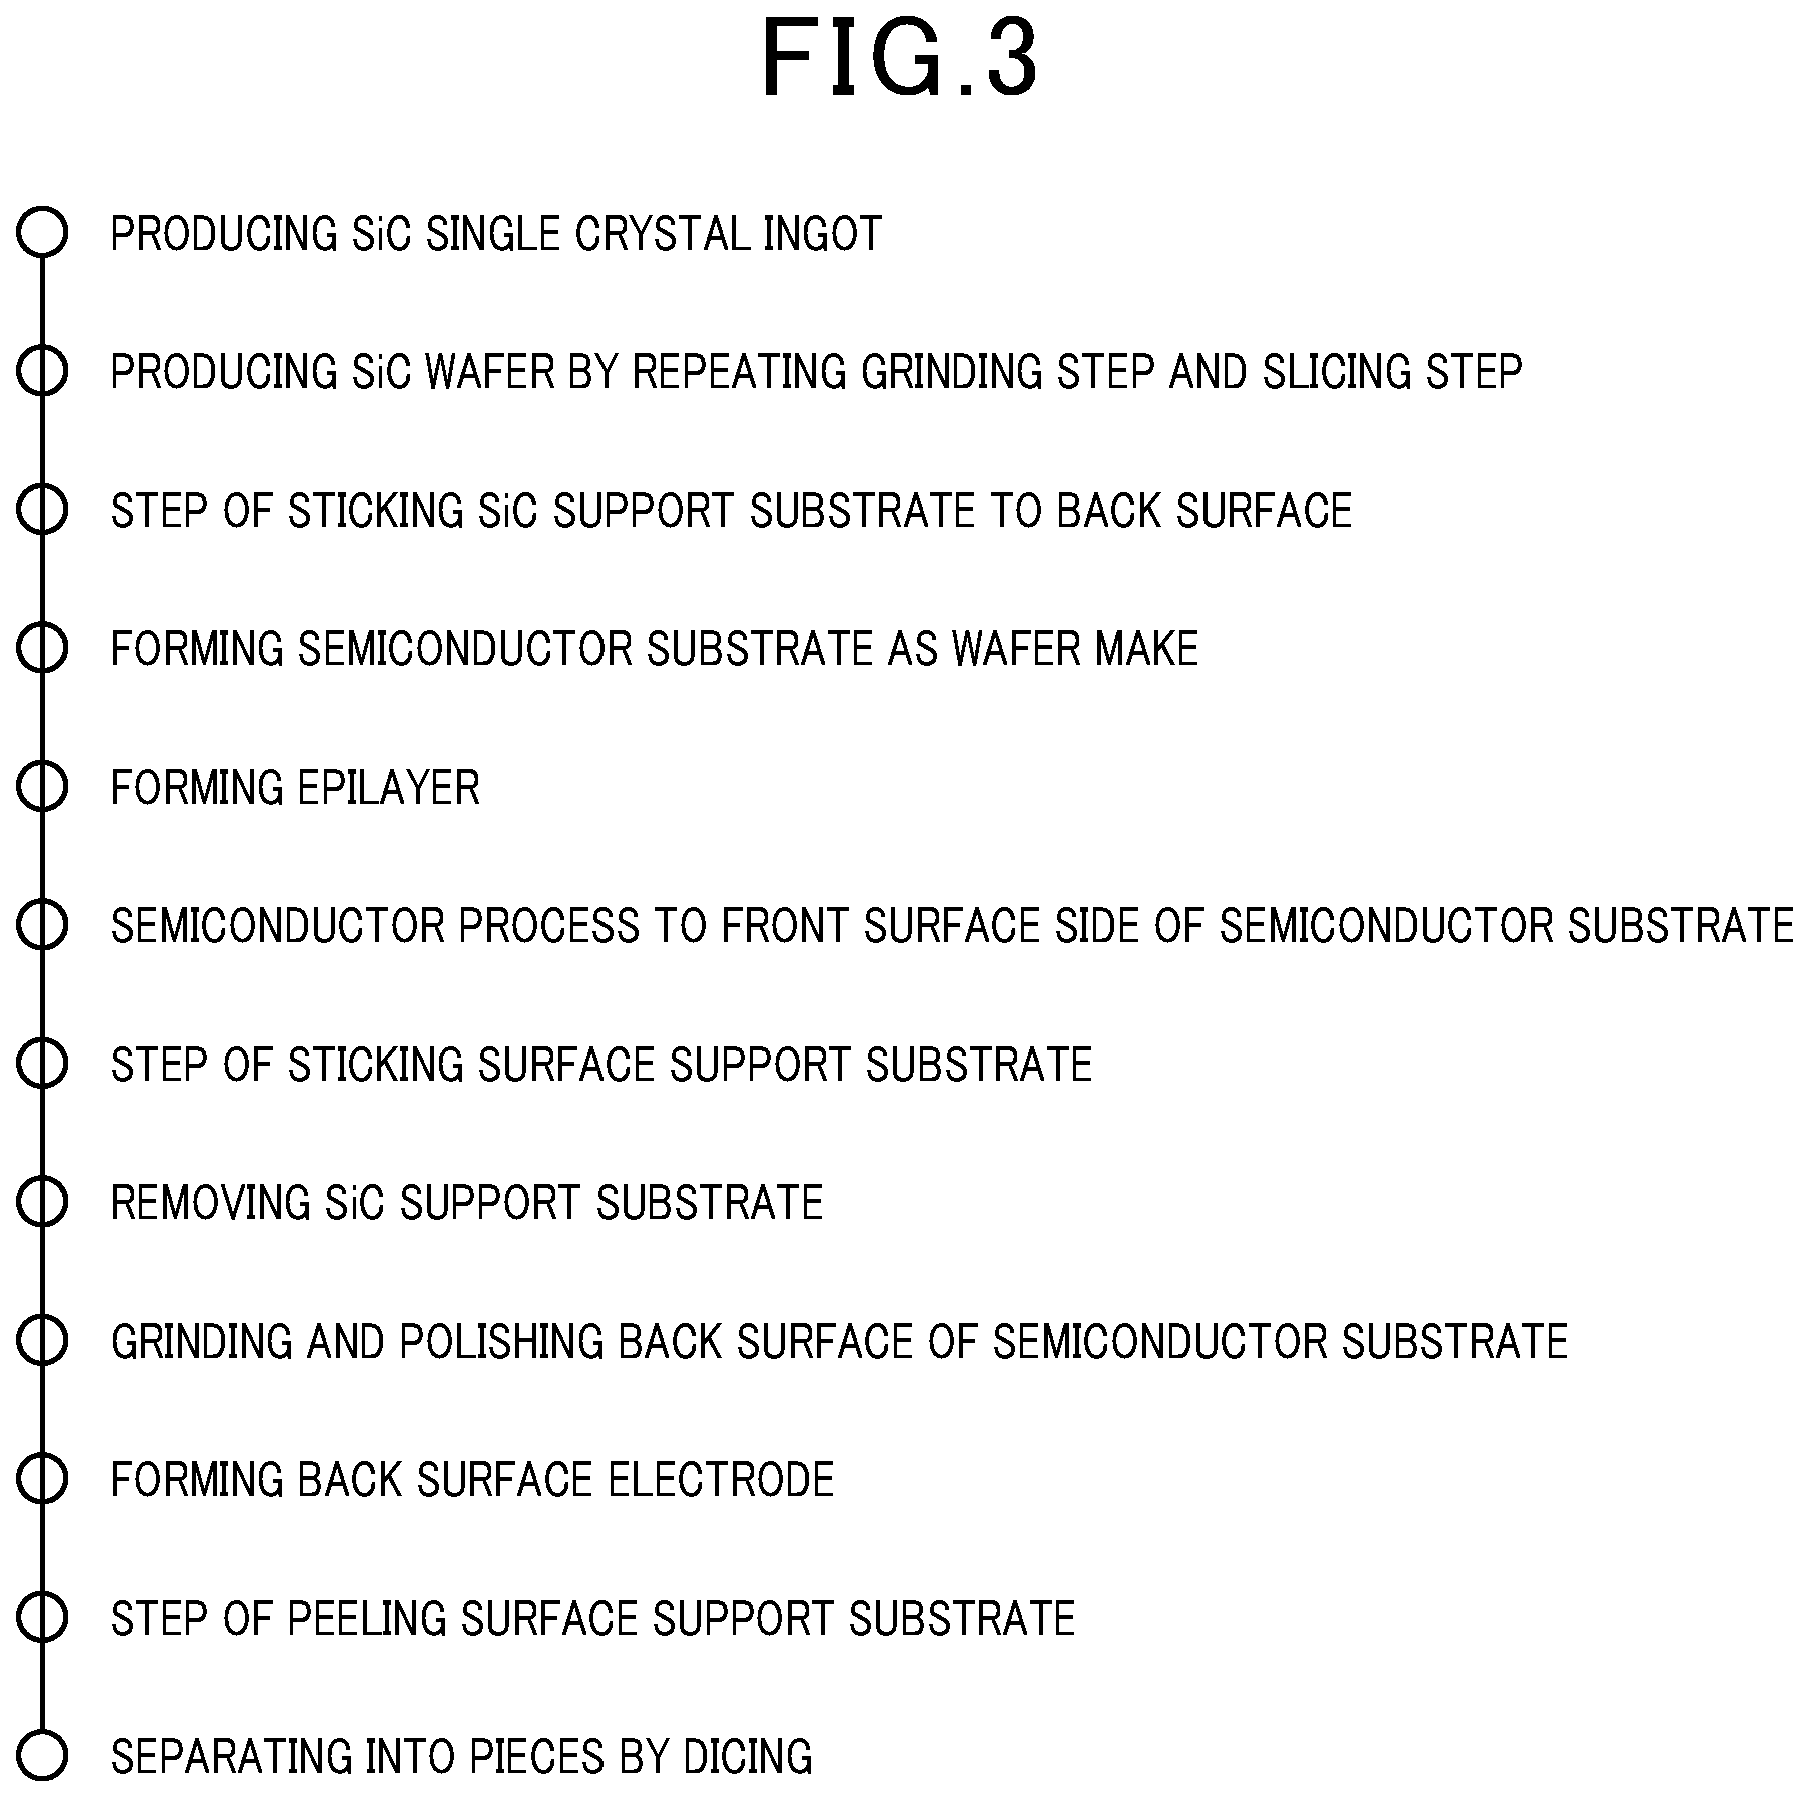 FIG.3
PRODUCING SiC SINGLE CRYSTAL INGOT
PRODUCING SiC WAFER BY REPEATING GRINDING STEP AND SLICING STEP
STEP OF STICKING SiC SUPPORT SUBSTRATE TO BACK SURFACE
FORMING SEMICONDUCTOR SUBSTRATE AS WAFER MAKE
FORMING EPILAYER
SEMICONDUCTOR PROCESS TO FRONT SURFACE SIDE OF SEMICONDUCTOR SUBSTRATE
STEP OF STICKING SURFACE SUPPORT SUBSTRATE
REMOVING SiC SUPPORT SUBSTRATE
GRINDING AND POLISHING BACK SURFACE OF SEMICONDUCTOR SUBSTRATE
FORMING BACK SURFACE ELECTRODE
STEP OF PEELING SURFACE SUPPORT SUBSTRATE
SEPARATING INTO PIECES BY DICING